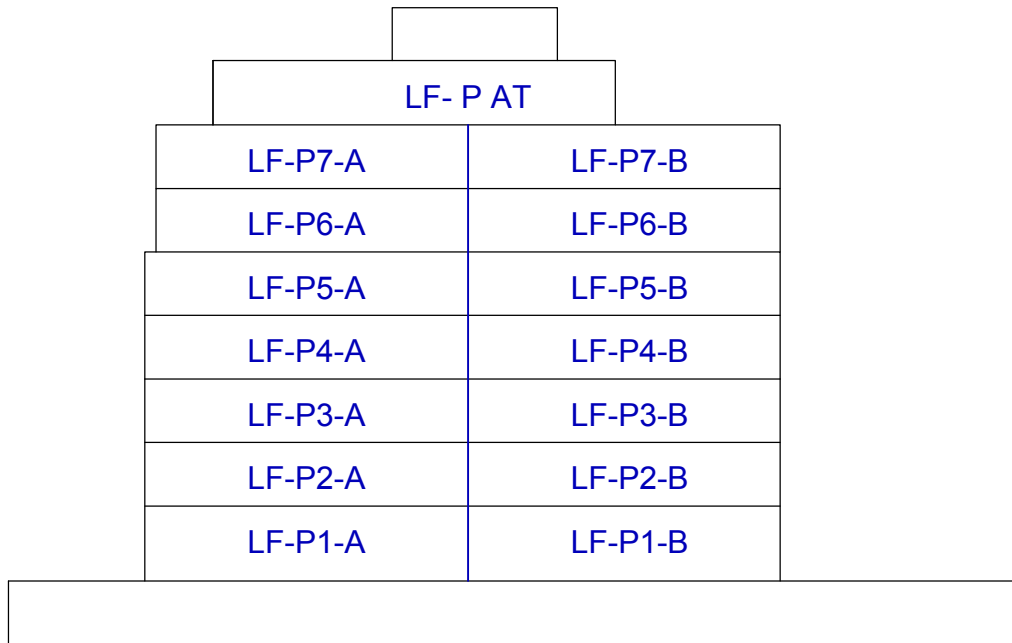 LF- P AT
LF-P7-A LF-P7-B
LF-P6-A LF-P6-B
LF-P5-A LF-P5-B
LF-P4-A LF-P4-B
LF-P3-A LF-P3-B
LF-P2-A LF-P2-B
LF-P1-A LF-P1-B